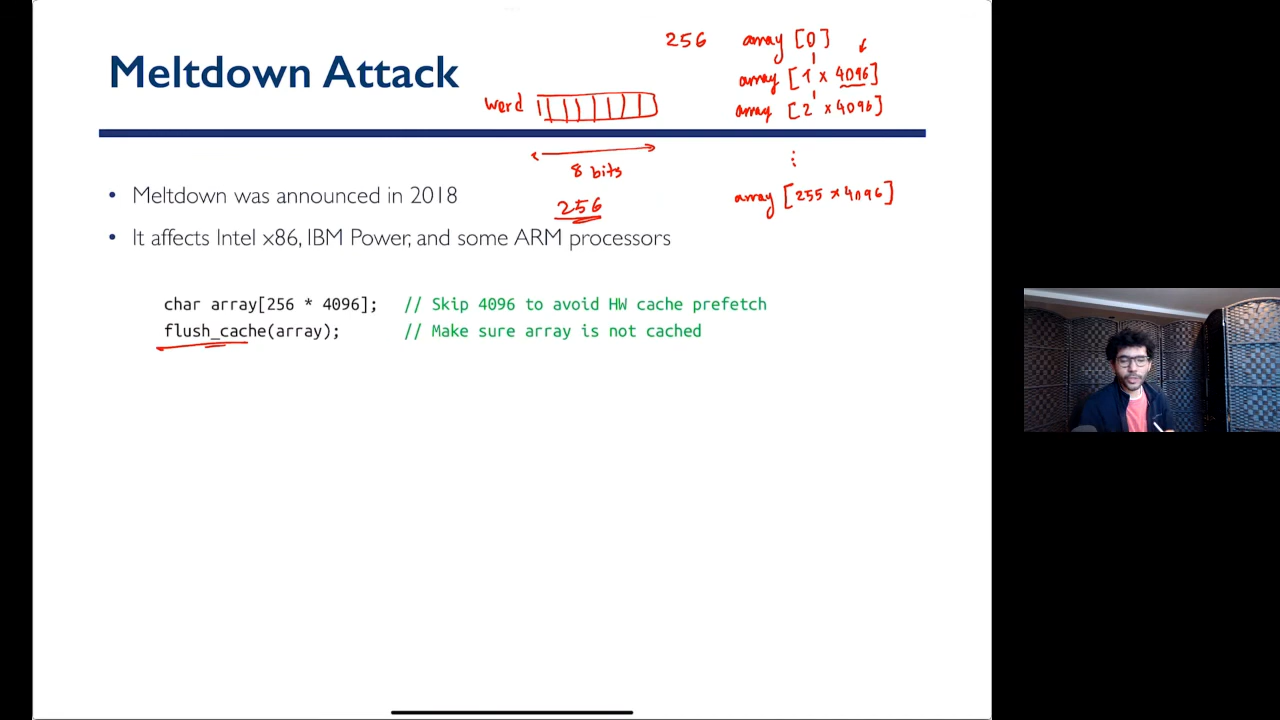 256 array [0]
Meltdown Attack
array [1 × 4096]
word
array [2 × 4096]
8 bits
⋮
• Meltdown was announced in 2018
array [255 × 4096]
256
• It affects Intel x86, IBM Power, and some ARM processors
char array[256 * 4096]; // Skip 4096 to avoid HW cache prefetch
flush_cache(array); // Make sure array is not cached